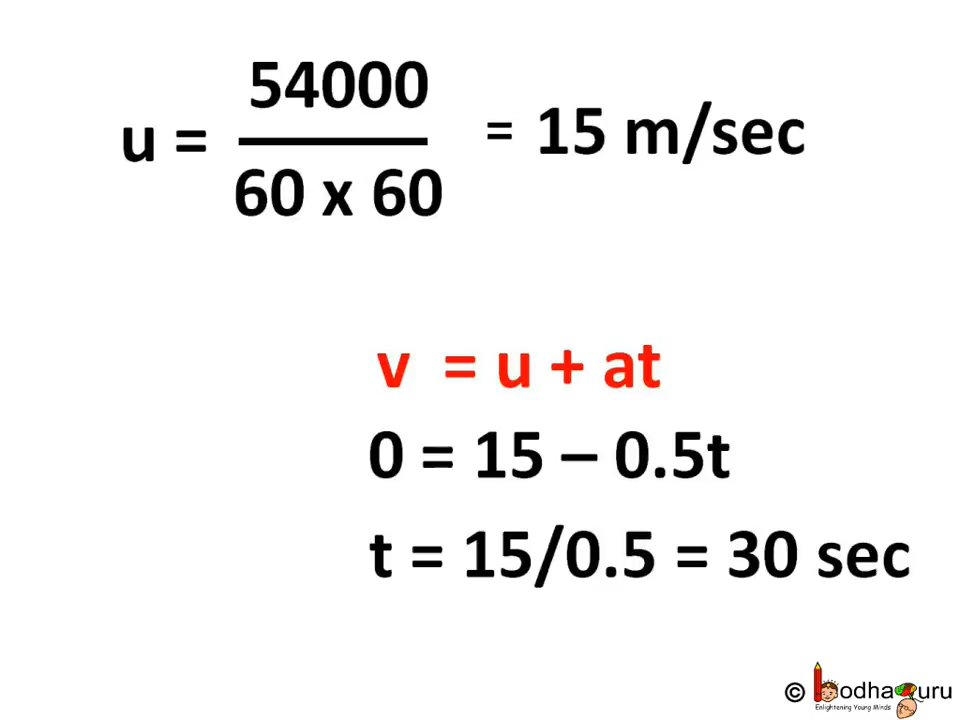 u = 54000 / 60 x 60 = 15 m/sec
v = u + at
0 = 15 – 0.5t
t = 15/0.5 = 30 sec
© bodhaGuru
Enlightening Young Minds